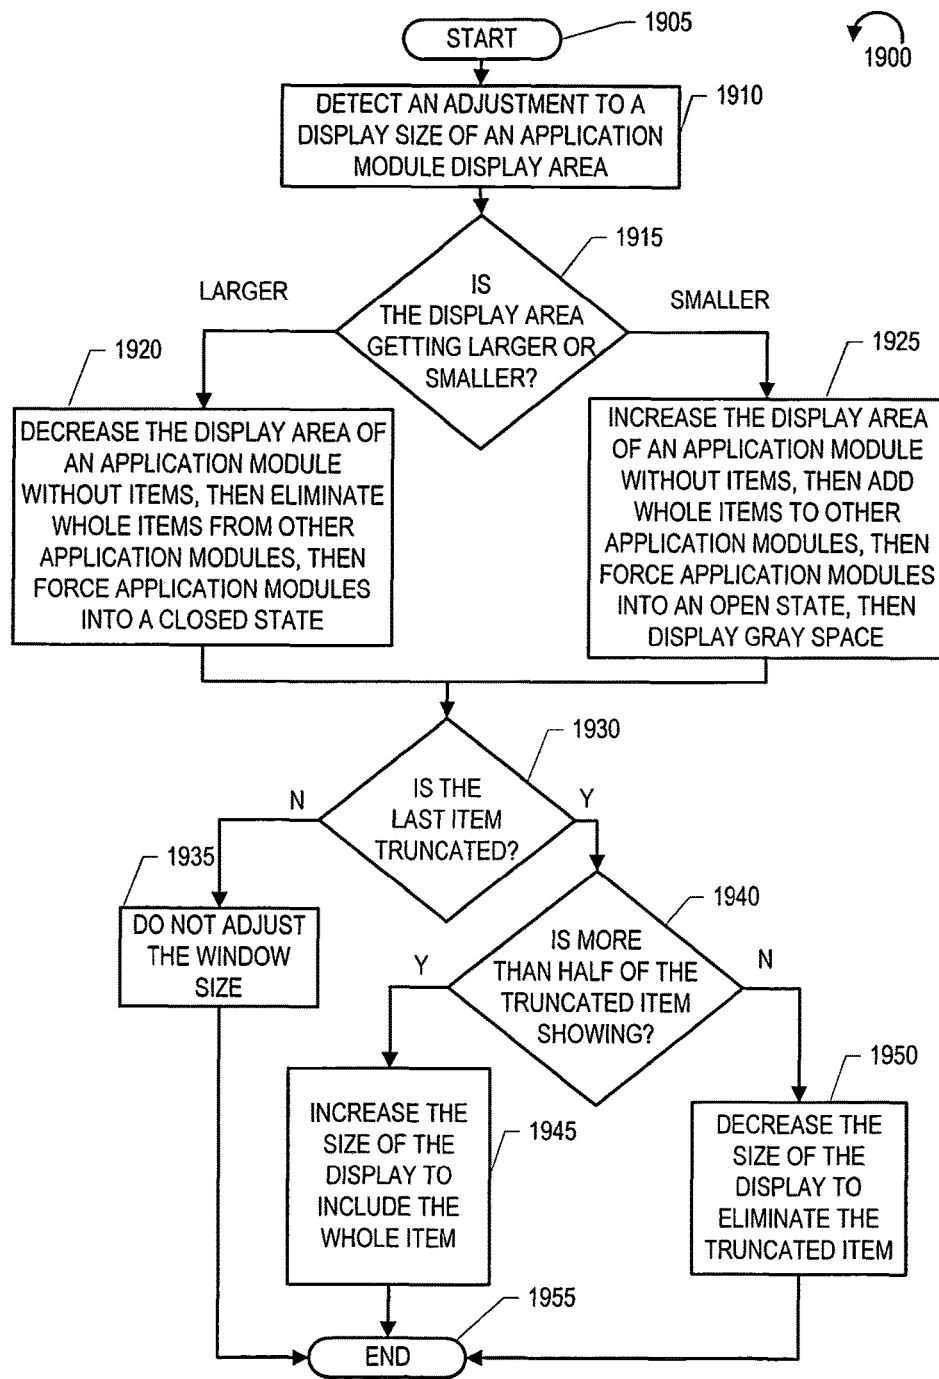 START
1905
1900
DETECT AN ADJUSTMENT TO A
DISPLAY SIZE OF AN APPLICATION
MODULE DISPLAY AREA
1910
1915
IS
THE DISPLAY AREA
GETTING LARGER OR
SMALLER?
LARGER
SMALLER
1920
DECREASE THE DISPLAY AREA OF
AN APPLICATION MODULE
WITHOUT ITEMS, THEN ELIMINATE
WHOLE ITEMS FROM OTHER
APPLICATION MODULES, THEN
FORCE APPLICATION MODULES
INTO A CLOSED STATE
1925
INCREASE THE DISPLAY AREA
OF AN APPLICATION MODULE
WITHOUT ITEMS, THEN ADD
WHOLE ITEMS TO OTHER
APPLICATION MODULES, THEN
FORCE APPLICATION MODULES
INTO AN OPEN STATE, THEN
DISPLAY GRAY SPACE
1930
IS THE
LAST ITEM
TRUNCATED?
N
Y
1935
DO NOT ADJUST
THE WINDOW
SIZE
1940
IS MORE
THAN HALF OF THE
TRUNCATED ITEM
SHOWING?
Y
N
INCREASE THE
SIZE OF THE
DISPLAY TO
INCLUDE THE
WHOLE ITEM
1945
1950
DECREASE THE
SIZE OF THE
DISPLAY TO
ELIMINATE THE
TRUNCATED ITEM
1955
END